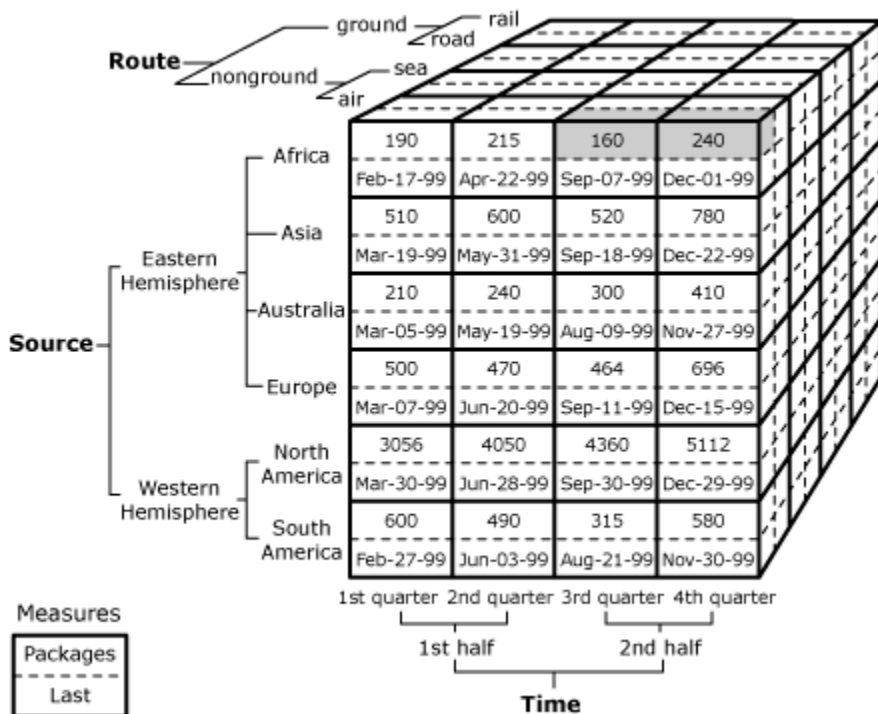 ground
rail
road
Route
nonground
sea
air
190 215 160 240
Africa
Feb-17-99 Apr-22-99 Sep-07-99 Dec-01-99
510 600 520 780
Asia
Mar-19-99 May-31-99 Sep-18-99 Dec-22-99
Eastern
Hemisphere
210 240 300 410
Australia
Mar-05-99 May-19-99 Aug-09-99 Nov-27-99
Source
500 470 464 696
Europe
Mar-07-99 Jun-20-99 Sep-11-99 Dec-15-99
North
America
3056 4050 4360 5112
Mar-30-99 Jun-28-99 Sep-30-99 Dec-29-99
Western
Hemisphere
South
America
600 490 315 580
Feb-27-99 Jun-03-99 Aug-21-99 Nov-30-99
1st quarter 2nd quarter 3rd quarter 4th quarter
Measures
Packages
Last
1st half 2nd half
Time